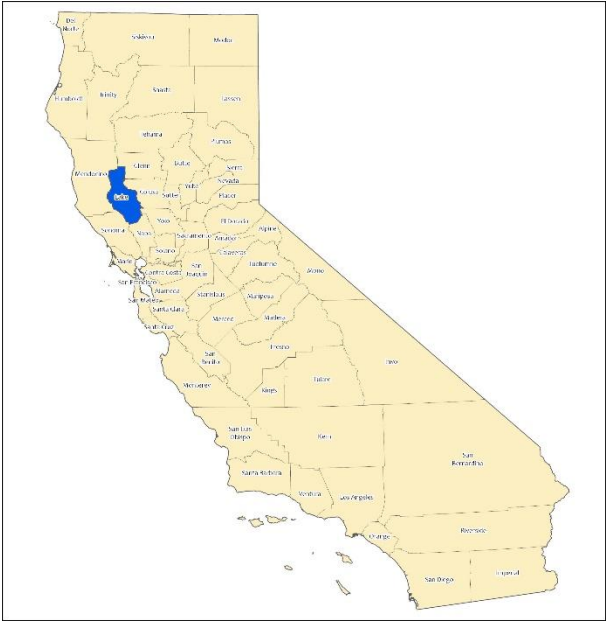 Del
Norte
Siskiyou
Modoc
Humboldt
Trinity
Shasta
Lassen
Tehama
Plumas
Mendocino
Glenn
Butte
Sierra
Nevada
Lake
Colusa
Sutter
Yuba
Placer
Sonoma
Napa
Yolo
El Dorado
Alpine
Sacramento
Amador
Solano
Calaveras
Marin
Contra Costa
San
Joaquin
Tuolumne
Mono
San Francisco
Alameda
San Mateo
Stanislaus
Mariposa
Santa Clara
Santa Cruz
Merced
Madera
San
Benito
Fresno
Inyo
Monterey
Kings
Tulare
San Luis
Obispo
Kern
San
Bernardino
Santa Barbara
Ventura
Los Angeles
Orange
Riverside
San Diego
Imperial